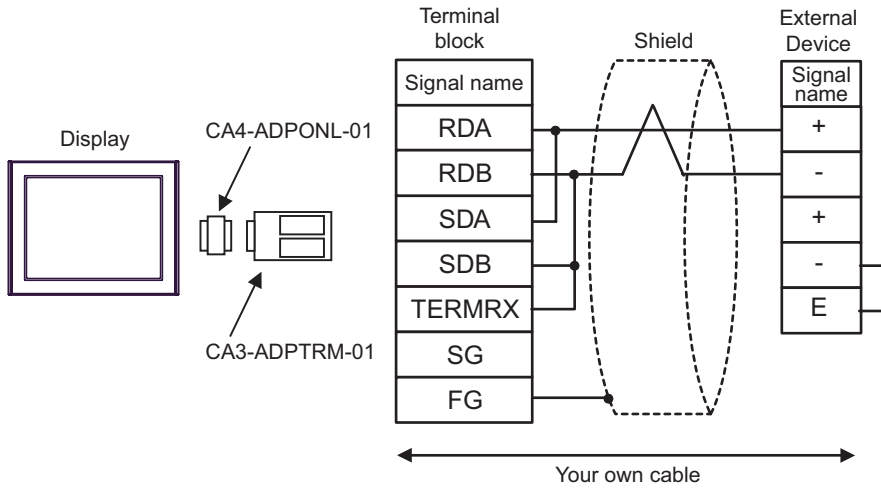 Display
CA4-ADPONL-01
CA3-ADPTRM-01
Terminal
block
Signal name
RDA
RDB
SDA
SDB
TERMRX
SG
FG
Shield
External
Device
Signal
name
+
-
+
-
E
Your own cable